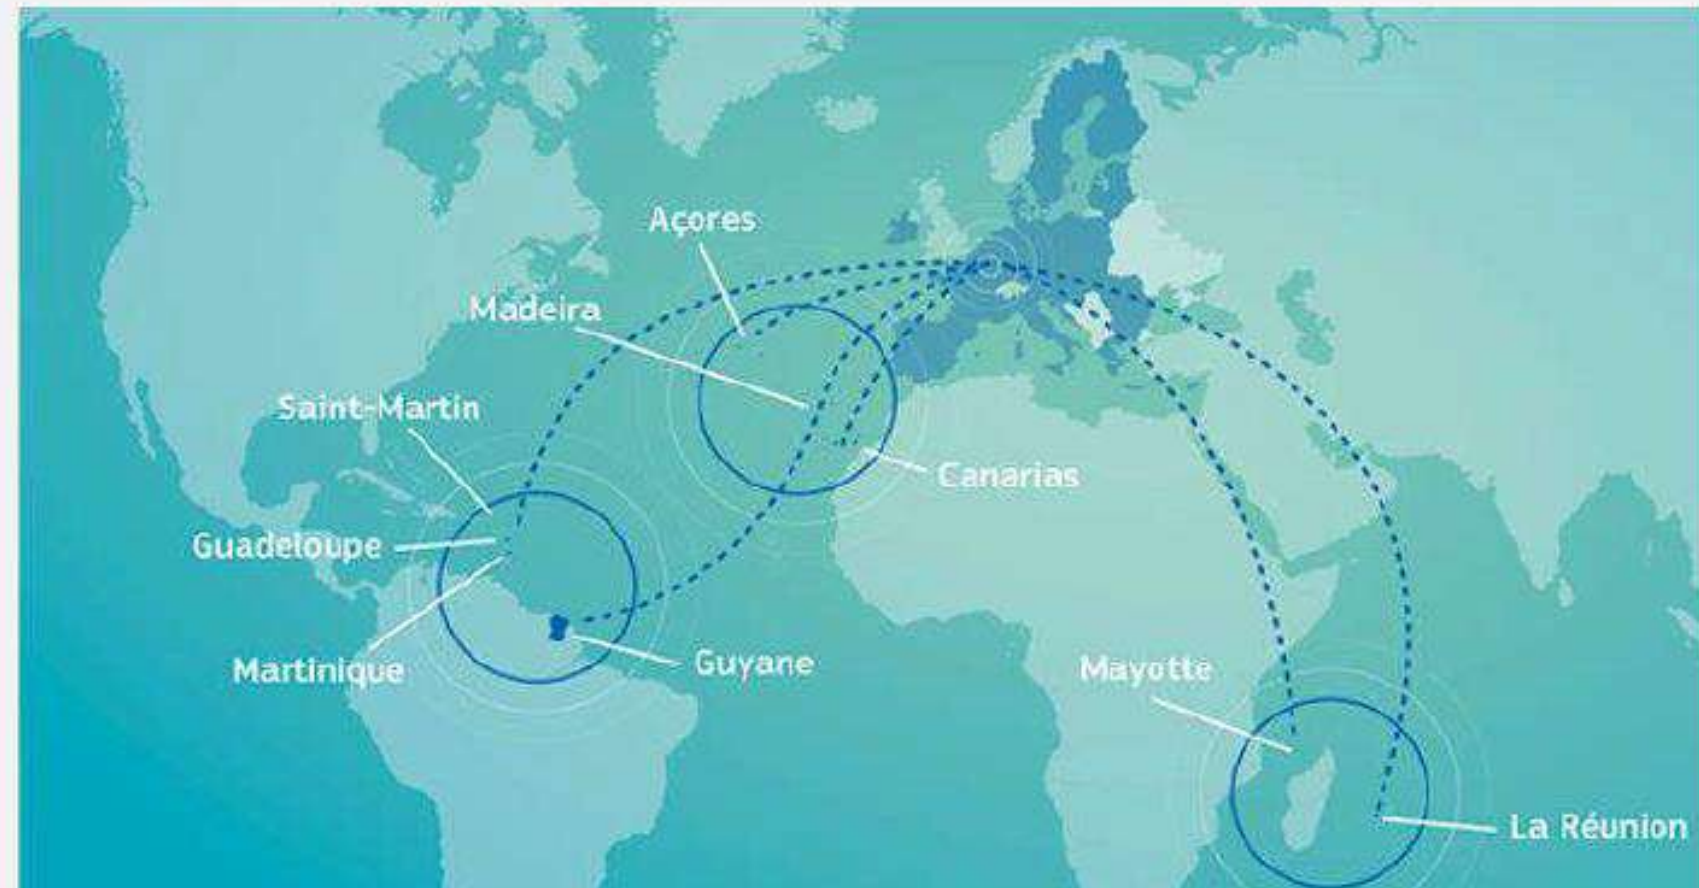 Açores
Madeira
Saint-Martin
Canarias
Guadeloupe
Martinique
Guyane
Mayotte
La Réunion